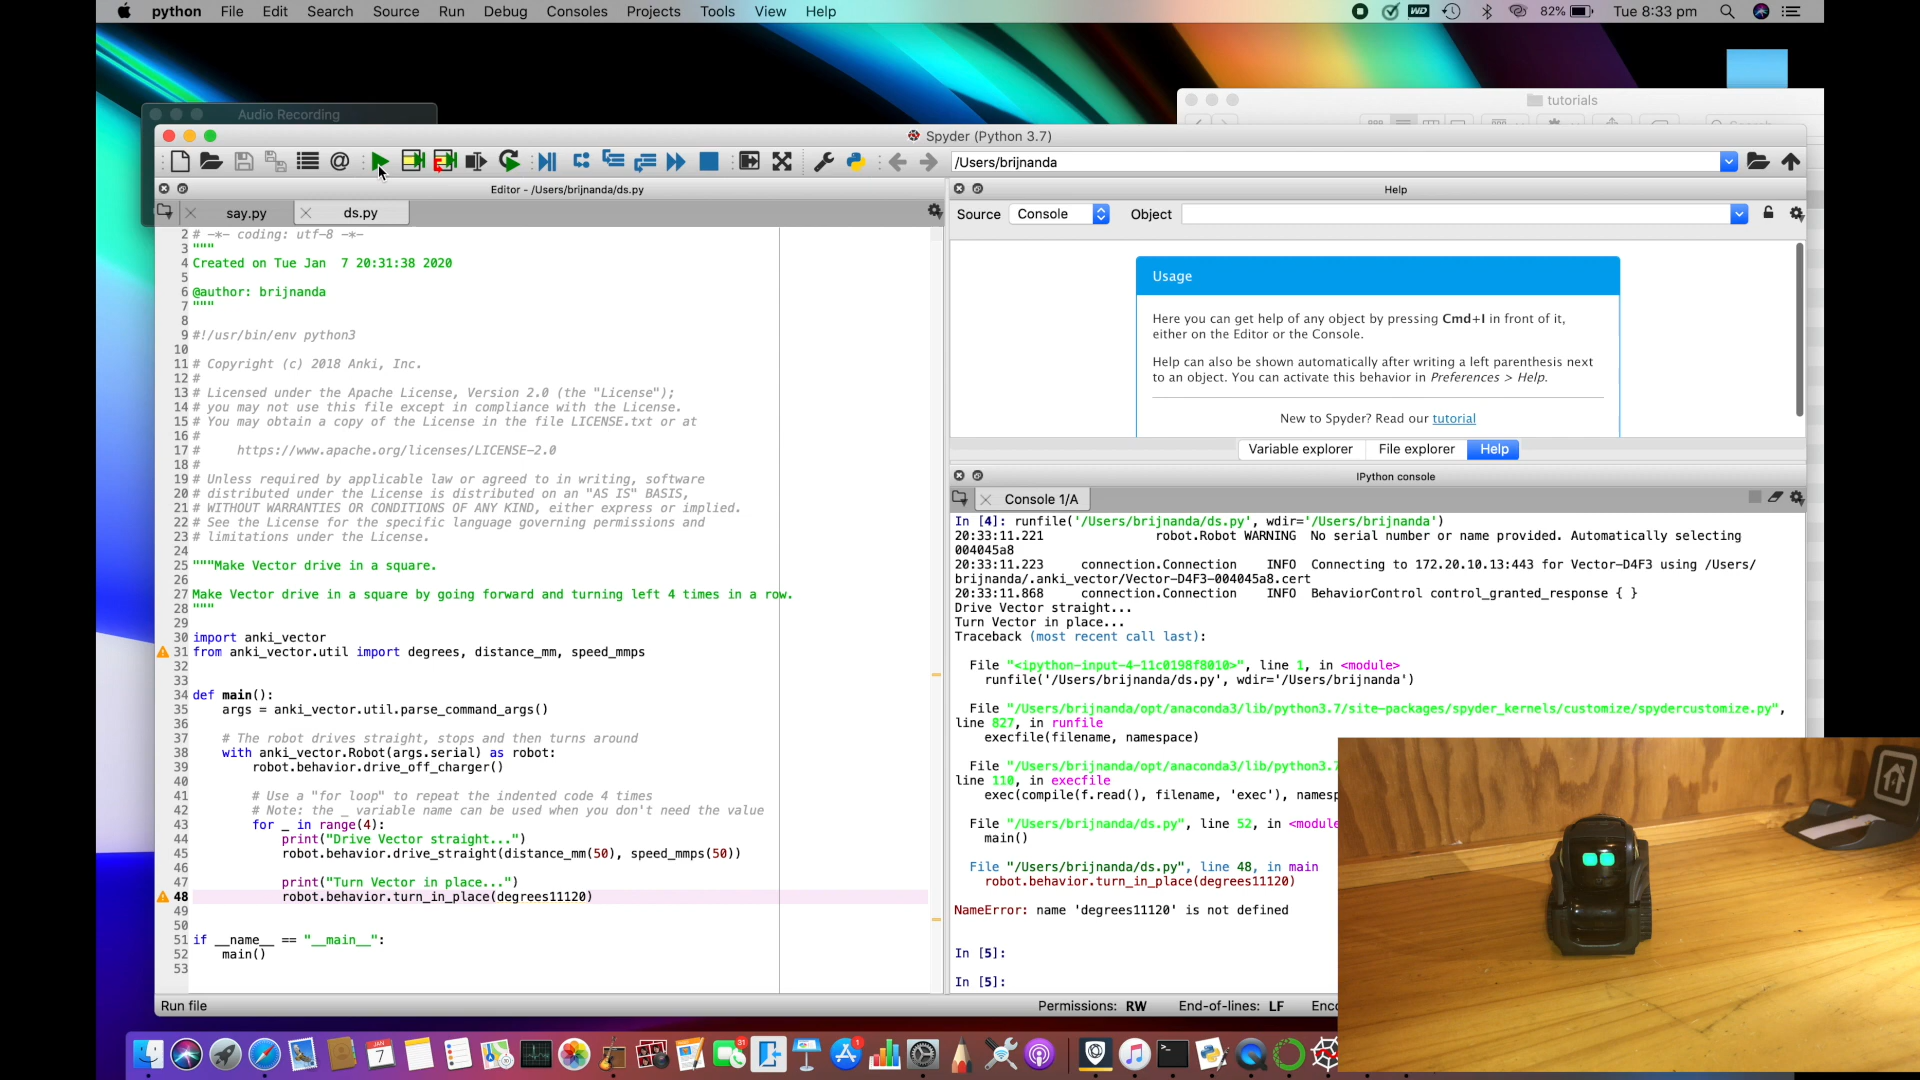 python File Edit Search Source Run Debug Consoles Projects Tools View Help
WD 82% Tue 8:33 pm
Audio Recording
tutorials
Spyder (Python 3.7)
/Users/brijnanda
Editor - /Users/brijnanda/ds.py
say.py ds.py
2 # -*- coding: utf-8 -*-
3 """
4 Created on Tue Jan  7 20:31:38 2020
5
6 @author: brijnanda
7 """
8
9 #!/usr/bin/env python3
10
11 # Copyright (c) 2018 Anki, Inc.
12 #
13 # Licensed under the Apache License, Version 2.0 (the "License");
14 # you may not use this file except in compliance with the License.
15 # You may obtain a copy of the License in the file LICENSE.txt or at
16 #
17 #     https://www.apache.org/licenses/LICENSE-2.0
18 #
19 # Unless required by applicable law or agreed to in writing, software
20 # distributed under the License is distributed on an "AS IS" BASIS,
21 # WITHOUT WARRANTIES OR CONDITIONS OF ANY KIND, either express or implied.
22 # See the License for the specific language governing permissions and
23 # limitations under the License.
24
25 """Make Vector drive in a square.
26
27 Make Vector drive in a square by going forward and turning left 4 times in a row.
28 """
29
30 import anki_vector
31 from anki_vector.util import degrees, distance_mm, speed_mmps
32
33
34 def main():
35     args = anki_vector.util.parse_command_args()
36
37     # The robot drives straight, stops and then turns around
38     with anki_vector.Robot(args.serial) as robot:
39         robot.behavior.drive_off_charger()
40
41         # Use a "for loop" to repeat the indented code 4 times
42         # Note: the _ variable name can be used when you don't need the value
43         for _ in range(4):
44             print("Drive Vector straight...")
45             robot.behavior.drive_straight(distance_mm(50), speed_mmps(50))
46
47             print("Turn Vector in place...")
48             robot.behavior.turn_in_place(degrees11120)
49
50
51 if __name__ == "__main__":
52     main()
53
Run file
Help
Source Console Object
Usage
Here you can get help of any object by pressing Cmd+I in front of it,
either on the Editor or the Console.
Help can also be shown automatically after writing a left parenthesis next
to an object. You can activate this behavior in Preferences > Help.
New to Spyder? Read our tutorial
Variable explorer File explorer Help
IPython console
Console 1/A
In [4]: runfile('/Users/brijnanda/ds.py', wdir='/Users/brijnanda')
20:33:11.221 robot.Robot WARNING No serial number or name provided. Automatically selecting
004045a8
20:33:11.223 connection.Connection INFO Connecting to 172.20.10.13:443 for Vector-D4F3 using /Users/
brijnanda/.anki_vector/Vector-D4F3-004045a8.cert
20:33:11.868 connection.Connection INFO BehaviorControl control_granted_response { }
Drive Vector straight...
Turn Vector in place...
Traceback (most recent call last):
File "<ipython-input-4-11c0198f8010>", line 1, in <module>
runfile('/Users/brijnanda/ds.py', wdir='/Users/brijnanda')
File "/Users/brijnanda/opt/anaconda3/lib/python3.7/site-packages/spyder_kernels/customize/spydercustomize.py",
line 827, in runfile
execfile(filename, namespace)
File "/Users/brijnanda/opt/anaconda3/lib/python3.7
line 110, in execfile
exec(compile(f.read(), filename, 'exec'), namesp
File "/Users/brijnanda/ds.py", line 52, in <module
main()
File "/Users/brijnanda/ds.py", line 48, in main
robot.behavior.turn_in_place(degrees11120)
NameError: name 'degrees11120' is not defined
In [5]:
In [5]:
Permissions: RW End-of-lines: LF Enc
JAN
7
31
1